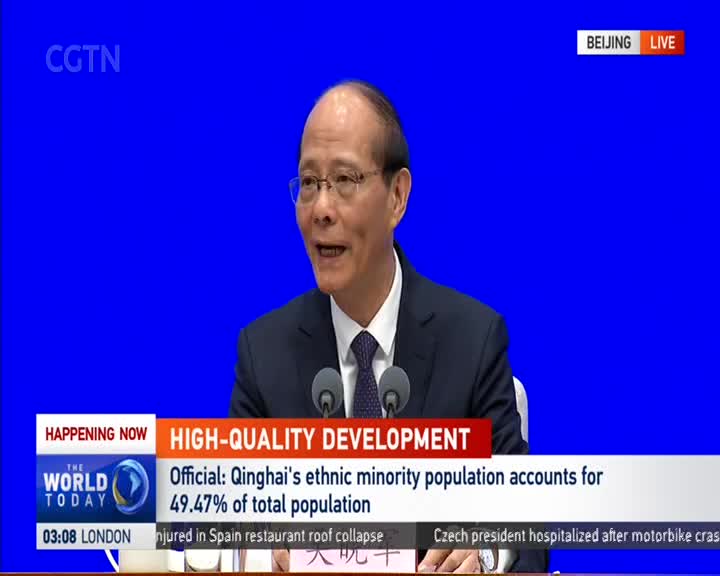 CGTN
BEIJING LIVE
HAPPENING NOW
HIGH-QUALITY DEVELOPMENT
THE
WORLD
TODAY
Official: Qinghai's ethnic minority population accounts for
49.47% of total population
03:08 LONDON
njured in Spain restaurant roof collapse Czech president hospitalized after motorbike cras